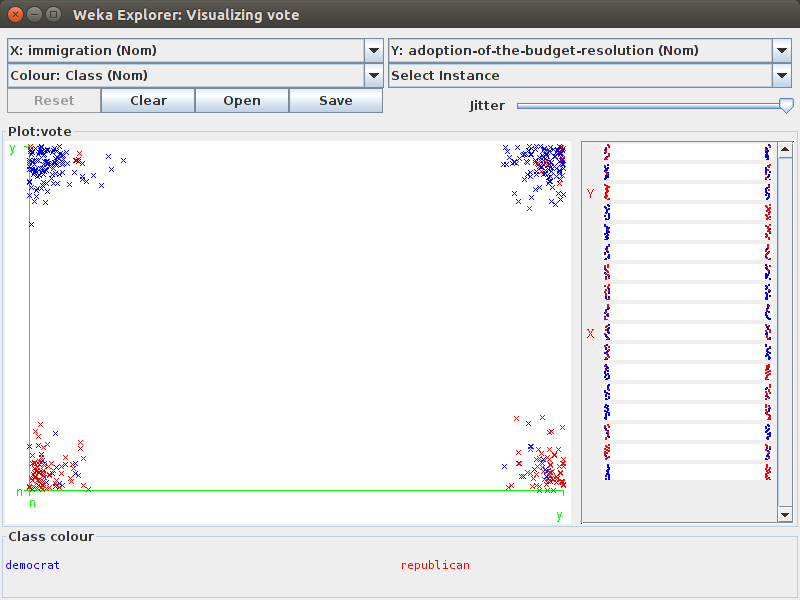 Weka Explorer: Visualizing vote
X: immigration (Nom) Y: adoption-of-the-budget-resolution (Nom)
Colour: Class (Nom) Select Instance
Reset Clear Open Save Jitter
Plot:vote
y
Y
X
n
n
y
Class colour
democrat republican